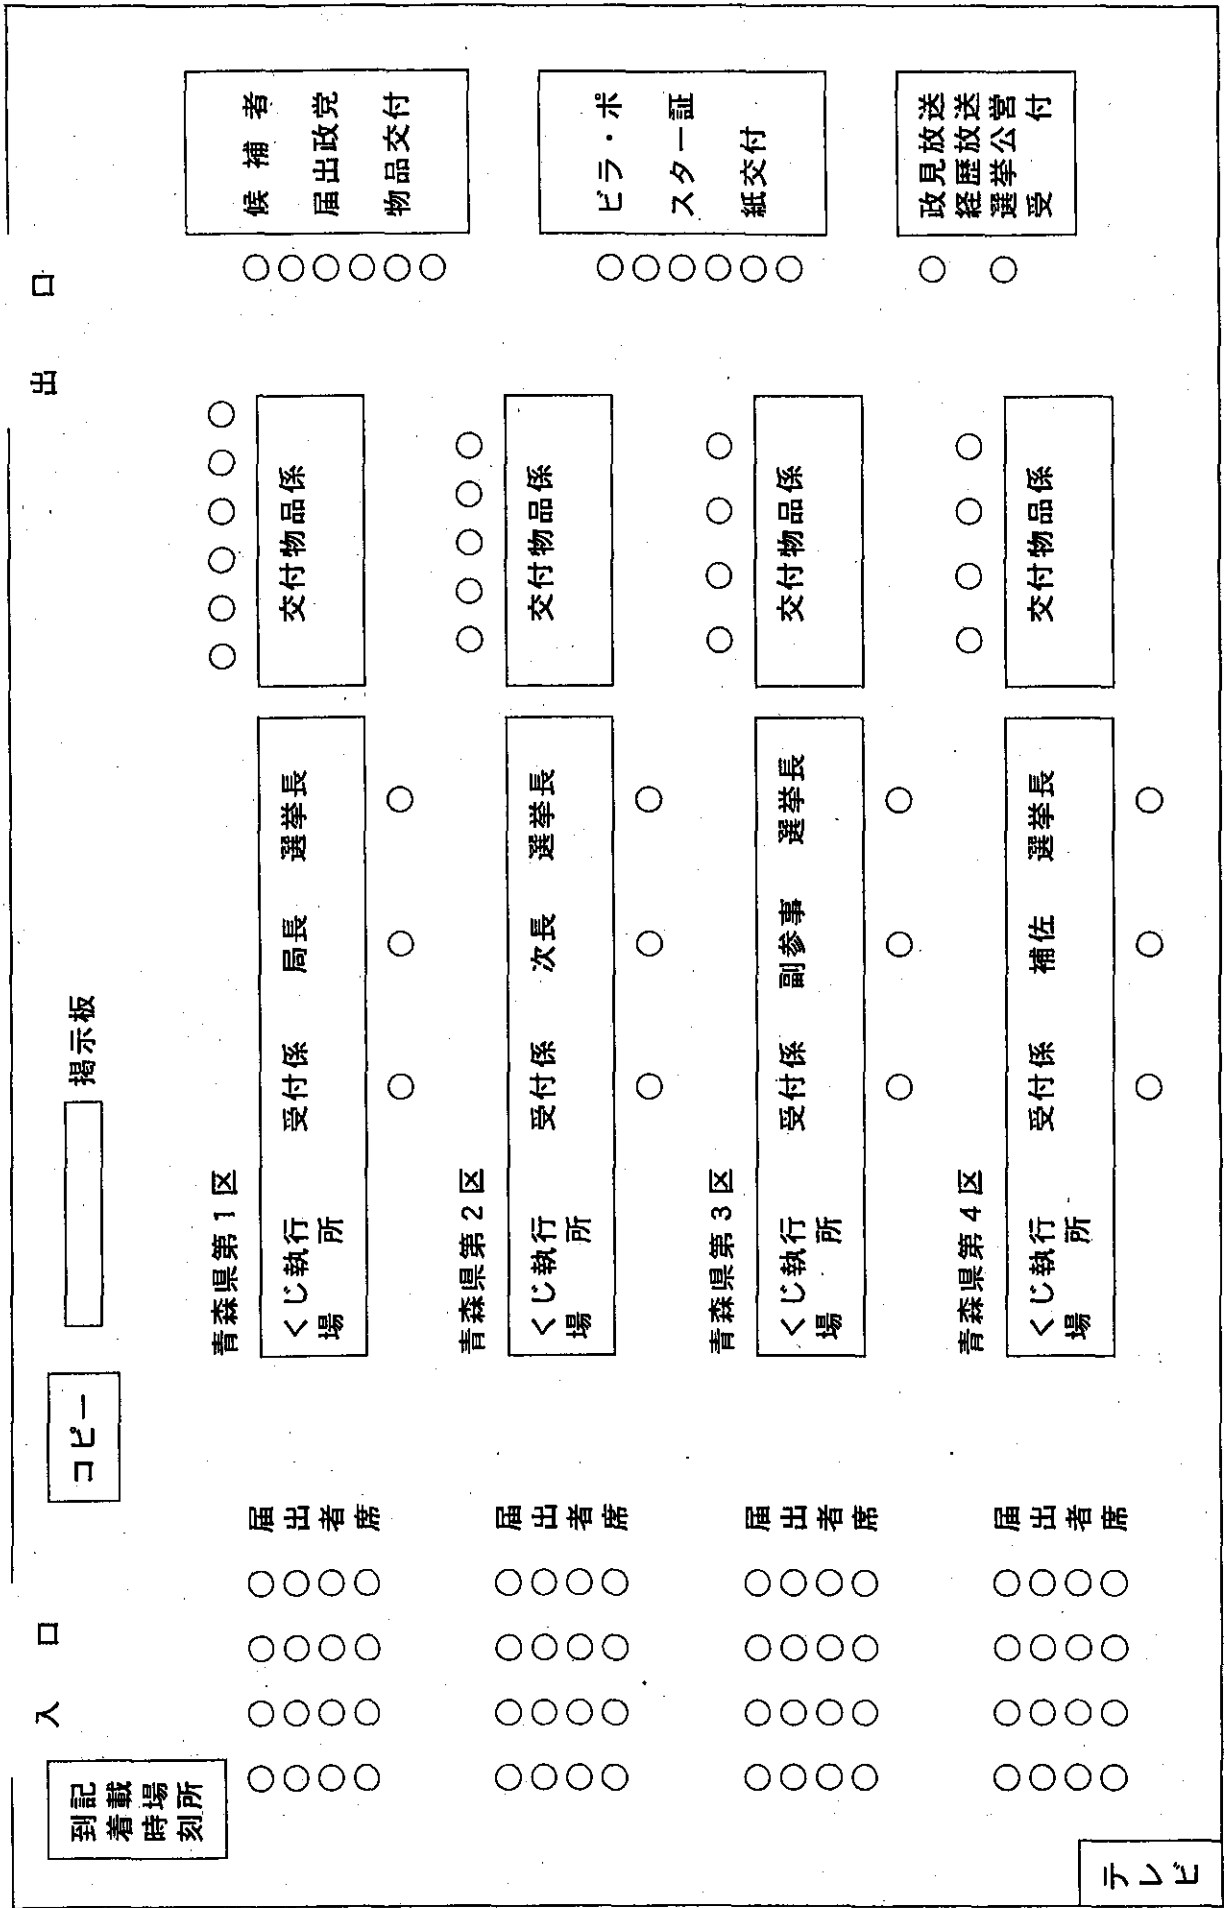 入口
出口
到着時刻
記載場所
コピー
掲示板
届出者席
青森県第1区
くじ執行
場所
受付係 局長 選挙長
交付物品係
候補者
届出政党
物品交付
届出者席
青森県第2区
くじ執行
場所
受付係 次長 選挙長
交付物品係
ビラ・ポ
スター証
紙交付
届出者席
青森県第3区
くじ執行
場所
受付係 副参事 選挙長
交付物品係
届出者席
青森県第4区
くじ執行
場所
受付係 補佐 選挙長
交付物品係
政見放送
経歴放送
選挙公営
受付
テレビ